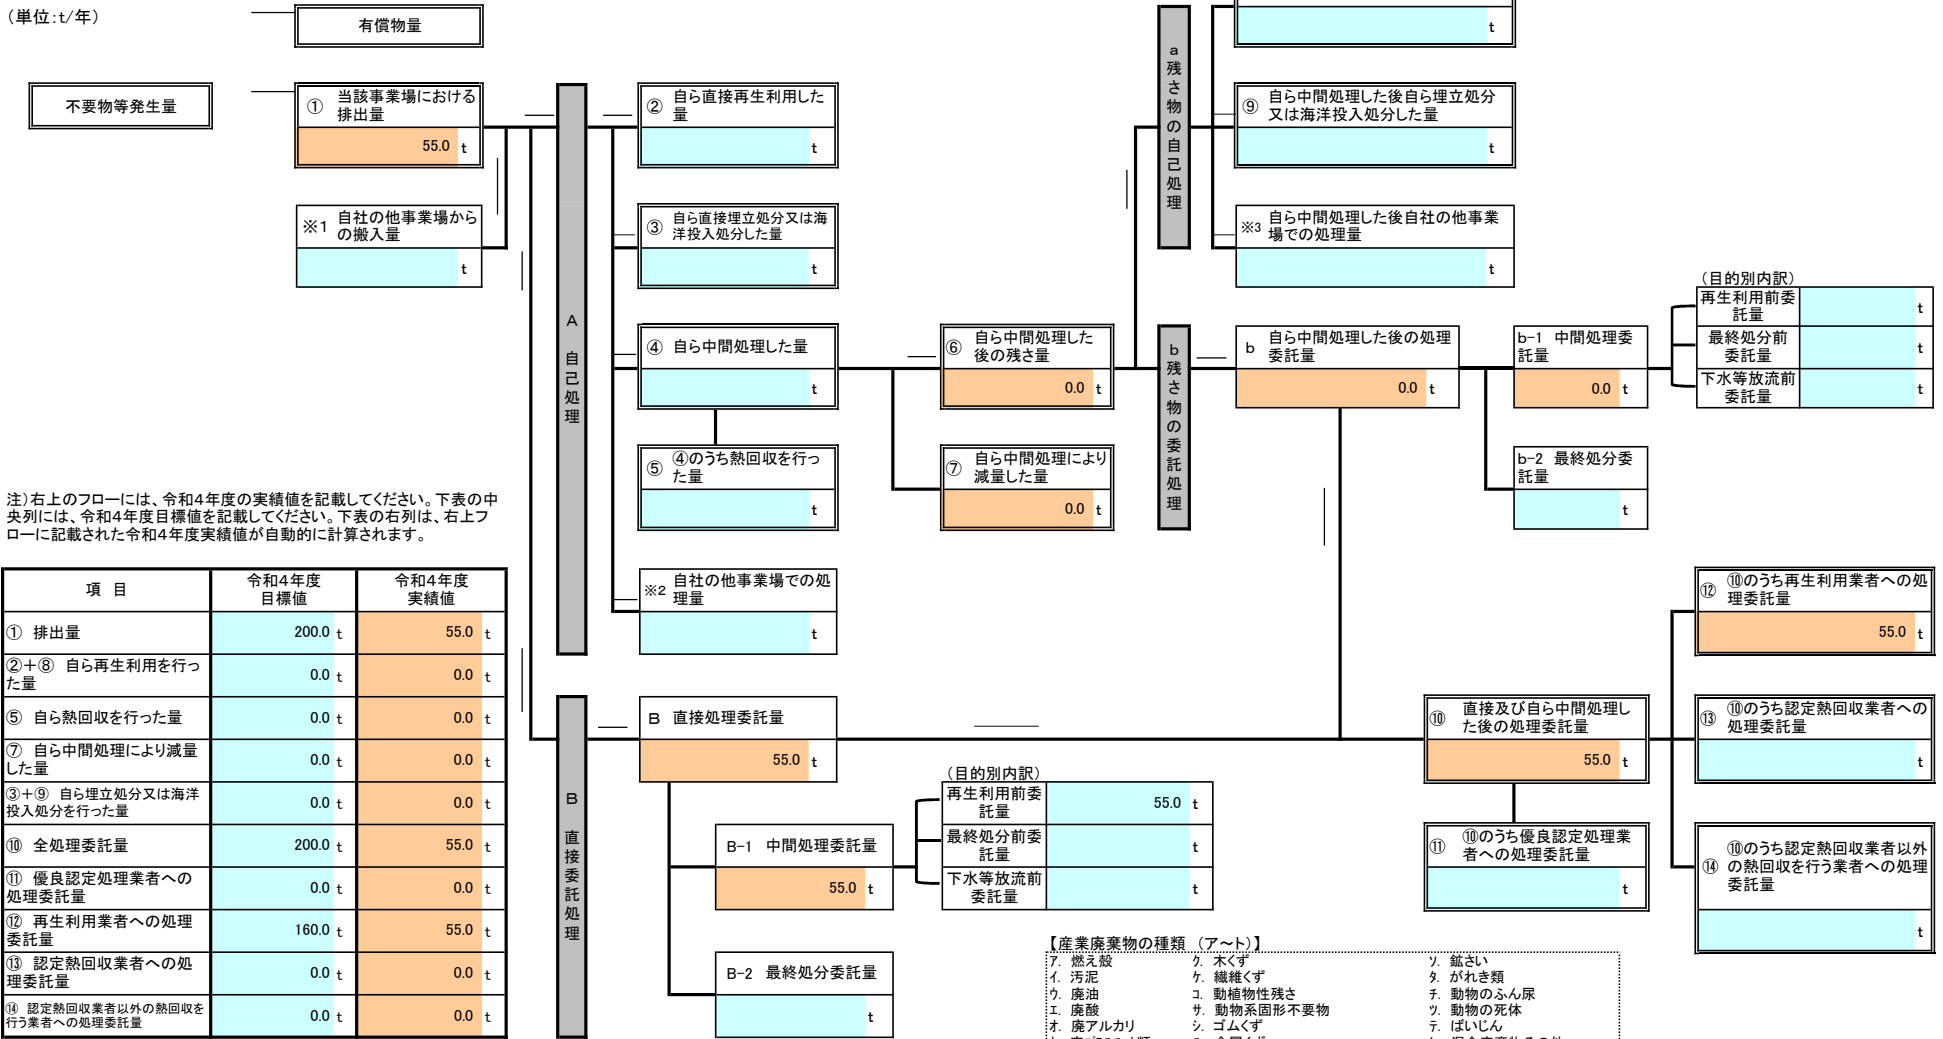 （単位：t/年）
有償物量
t
不要物等発生量
① 当該事業場における
排出量
55.0 t
※1 自社の他事業場から
の搬入量
t
A 自己処理
② 自ら直接再生利用した
量
t
③ 自ら直接埋立処分又は海
洋投入処分した量
t
④ 自ら中間処理した量
t
⑤ ④のうち熱回収を行っ
た量
t
※2 自社の他事業場での処
理量
t
⑥ 自ら中間処理した
後の残さ量
0.0 t
⑦ 自ら中間処理により
減量した量
0.0 t
a 残さ物の自己処理
⑨ 自ら中間処理した後自ら埋立処分
又は海洋投入処分した量
t
※3 自ら中間処理した後自社の他事業
場での処理量
t
b 残さ物の委託処理
b 自ら中間処理した後の処理
委託量
0.0 t
b-1 中間処理委
託量
0.0 t
b-2 最終処分委
託量
t
（目的別内訳）
再生利用前委
託量
t
最終処分前
委託量
t
下水等放流前
委託量
t
注）右上のフローには、令和4年度の実績値を記載してください。下表の中
央列には、令和4年度目標値を記載してください。下表の右列は、右上フ
ローに記載された令和4年度実績値が自動的に計算されます。
項 目 令和4年度
目標値 令和4年度
実績値
① 排出量 200.0 t 55.0 t
②＋⑧ 自ら再生利用を行っ
た量 0.0 t 0.0 t
⑤ 自ら熱回収を行った量 0.0 t 0.0 t
⑦ 自ら中間処理により減量
した量 0.0 t 0.0 t
③＋⑨ 自ら埋立処分又は海洋
投入処分を行った量 0.0 t 0.0 t
⑩ 全処理委託量 200.0 t 55.0 t
⑪ 優良認定処理業者への
処理委託量 0.0 t 0.0 t
⑫ 再生利用業者への処理
委託量 160.0 t 55.0 t
⑬ 認定熱回収業者への処
理委託量 0.0 t 0.0 t
⑭ 認定熱回収業者以外の熱回収を
行う業者への処理委託量 0.0 t 0.0 t
B 直接委託処理
B 直接処理委託量
55.0 t
B-1 中間処理委託量
55.0 t
B-2 最終処分委託量
t
（目的別内訳）
再生利用前委
託量
55.0 t
最終処分前委
託量
t
下水等放流前
委託量
t
⑩ 直接及び自ら中間処理し
た後の処理委託量
55.0 t
⑪ ⑩のうち優良認定処理業
者への処理委託量
t
⑫ ⑩のうち再生利用業者への処
理委託量
55.0 t
⑬ ⑩のうち認定熱回収業者への
処理委託量
t
⑭ ⑩のうち認定熱回収業者以外
の熱回収を行う業者への処理
委託量
t
【産業廃棄物の種類 （ア～ト）】
ア. 燃え殻 ク. 木くず ソ. 鉱さい
イ. 汚泥 ケ. 繊維くず タ. がれき類
ウ. 廃油 コ. 動植物性残さ チ. 動物のふん尿
エ. 廃酸 サ. 動物系固形不要物 ツ. 動物の死体
オ. 廃アルカリ シ. ゴムくず テ. ばいじん